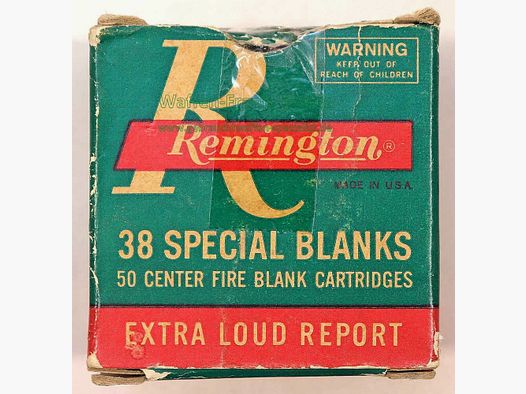 WARNING
KEEP OUT OF
REACH OF CHILDREN
R
Remington®
MADE IN U.S.A.
38 SPECIAL BLANKS
50 CENTER FIRE BLANK CARTRIDGES
EXTRA LOUD REPORT